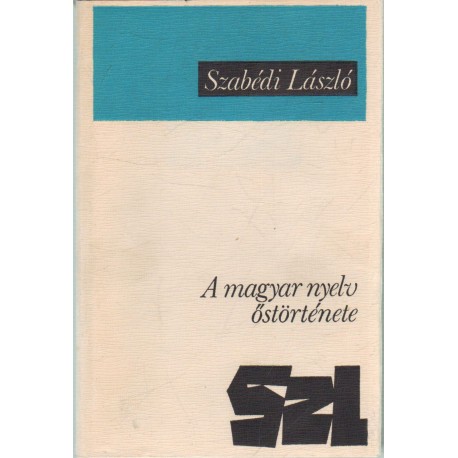 Szabédi László
A magyar nyelv
őstörténete
SZL